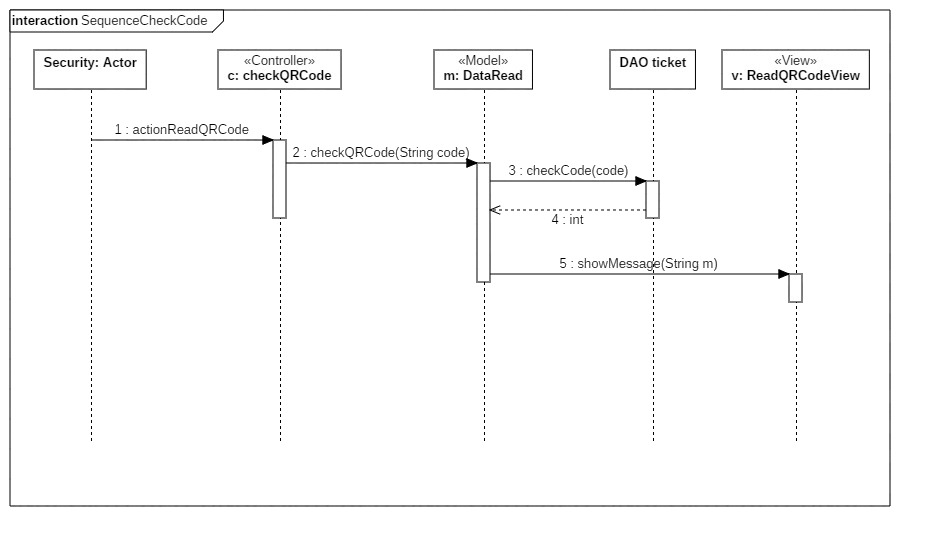 interaction SequenceCheckCode
Security: Actor
«Controller»
c: checkQRCode
«Model»
m: DataRead
DAO ticket
«View»
v: ReadQRCodeView
1 : actionReadQRCode
2 : checkQRCode(String code)
3 : checkCode(code)
4 : int
5 : showMessage(String m)